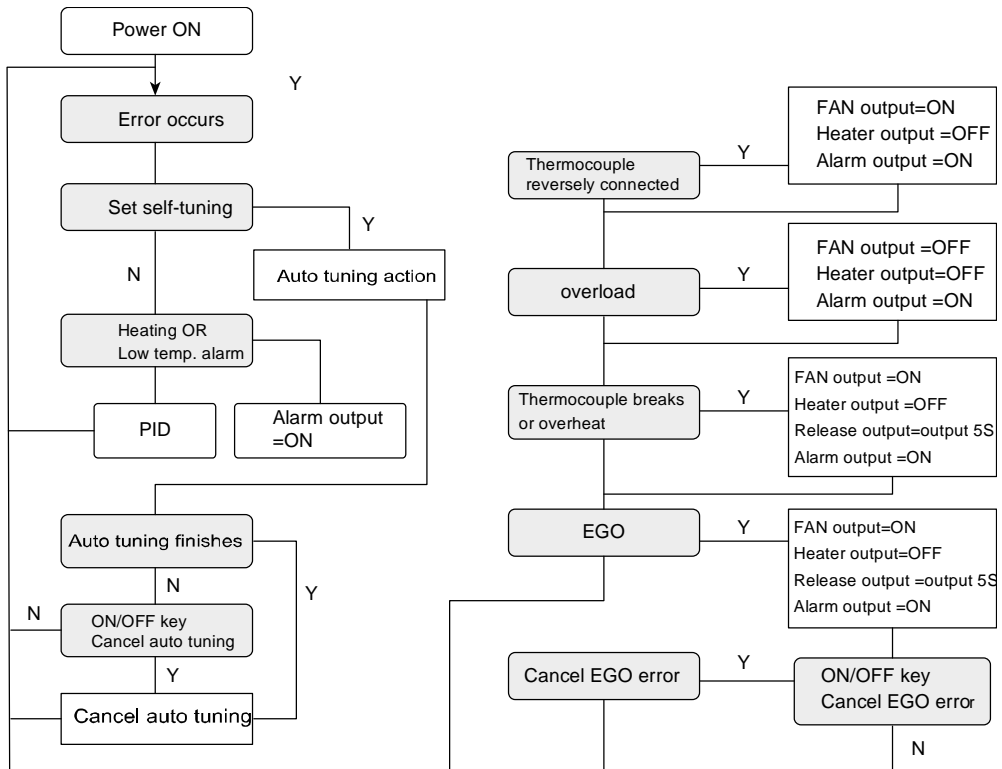 Power ON
Y
Error occurs
Set self-tuning
Y
N
Auto tuning action
Heating OR
Low temp. alarm
PID
Alarm output
=ON
Auto tuning finishes
N
Y
N
ON/OFF key
Cancel auto tuning
Y
Cancel auto tuning
Thermocouple
reversely connected
Y
FAN output=ON
Heater output =OFF
Alarm output =ON
overload
Y
FAN output =OFF
Heater output=OFF
Alarm output =ON
Thermocouple breaks
or overheat
Y
FAN output =ON
Heater output =OFF
Release output=output 5S
Alarm output =ON
EGO
Y
FAN output=ON
Heater output=OFF
Release output =output 5S
Alarm output =ON
Cancel EGO error
Y
ON/OFF key
Cancel EGO error
N